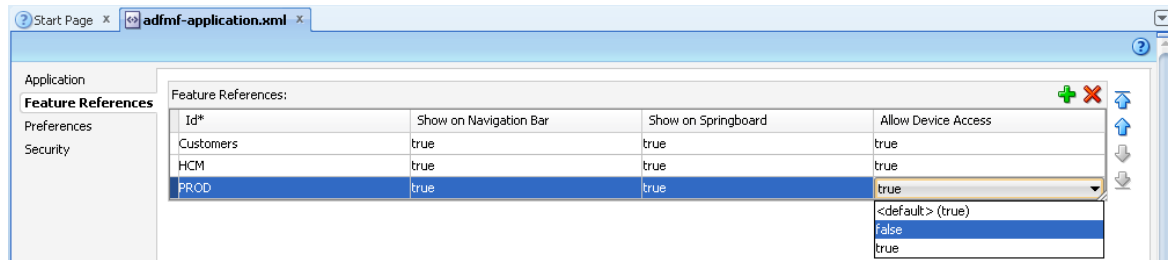 Start Page x adfmf-application.xml x
Application
Feature References
Preferences
Security
Feature References:
Id* Show on Navigation Bar Show on Springboard Allow Device Access
Customers true true true
HCM true true true
PROD true true true
<default> (true)
false
true